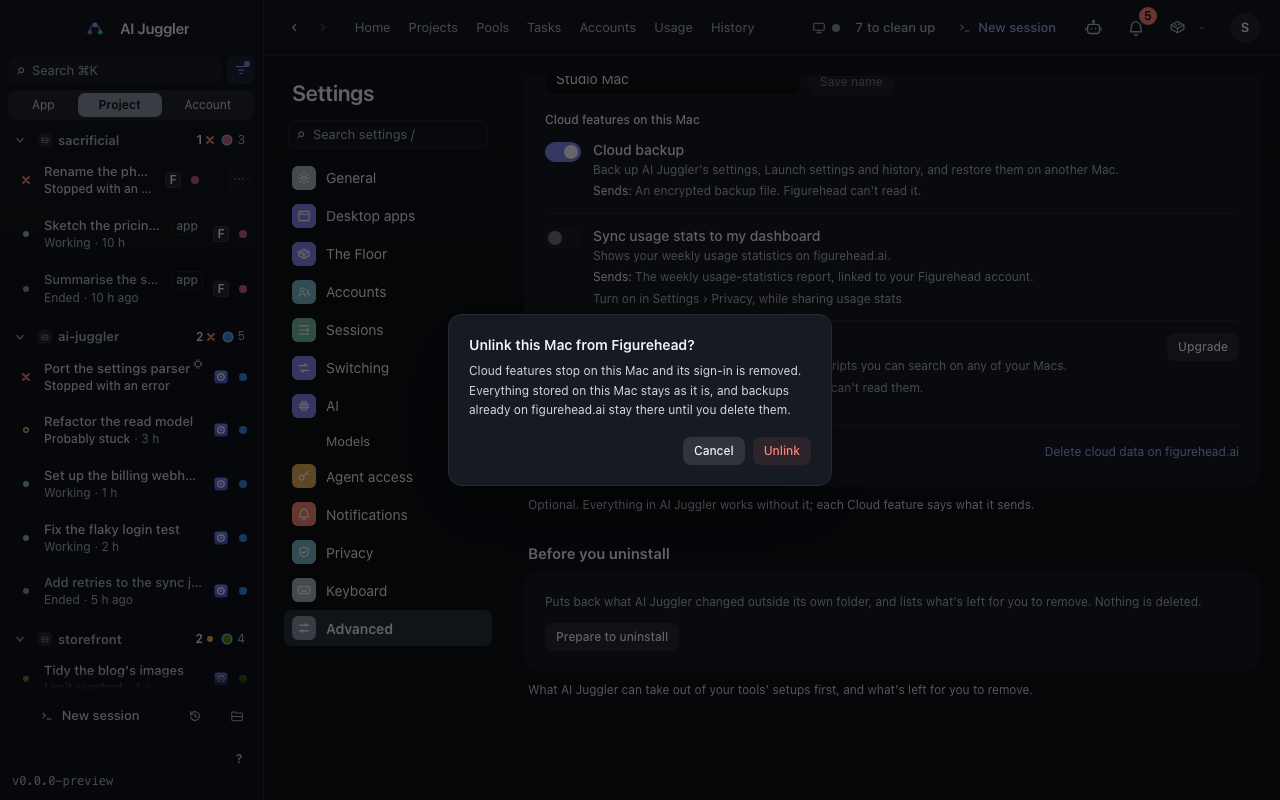 AI Juggler
Search ⌘K
App Project Account
sacrificial 1 3
Rename the ph... F
Stopped with an ...
Sketch the pricin... app F
Working · 10 h
Summarise the s... app F
Ended · 10 h ago
ai-juggler 2 5
Port the settings parser
Stopped with an error
Refactor the read model
Probably stuck · 3 h
Set up the billing webh...
Working · 1 h
Fix the flaky login test
Working · 2 h
Add retries to the sync j...
Ended · 5 h ago
storefront 2 4
Tidy the blog's images
New session
?
v0.0.0-preview
Home Projects Pools Tasks Accounts Usage History 7 to clean up New session 5 S
Settings
Search settings /
General
Desktop apps
The Floor
Accounts
Sessions
Switching
AI
Models
Agent access
Notifications
Privacy
Keyboard
Advanced
Studio Mac Save name
Cloud features on this Mac
Cloud backup
Back up AI Juggler's settings, Launch settings and history, and restore them on another Mac.
Sends: An encrypted backup file. Figurehead can't read it.
Sync usage stats to my dashboard
Shows your weekly usage statistics on figurehead.ai.
Sends: The weekly usage-statistics report, linked to your Figurehead account.
Turn on in Settings › Privacy, while sharing usage stats
Upgrade
you can search on any of your Macs.
can't read them.
Delete cloud data on figurehead.ai
Unlink this Mac from Figurehead?
Cloud features stop on this Mac and its sign-in is removed.
Everything stored on this Mac stays as it is, and backups
already on figurehead.ai stay there until you delete them.
Cancel Unlink
Optional. Everything in AI Juggler works without it; each Cloud feature says what it sends.
Before you uninstall
Puts back what AI Juggler changed outside its own folder, and lists what's left for you to remove. Nothing is deleted.
Prepare to uninstall
What AI Juggler can take out of your tools' setups first, and what's left for you to remove.